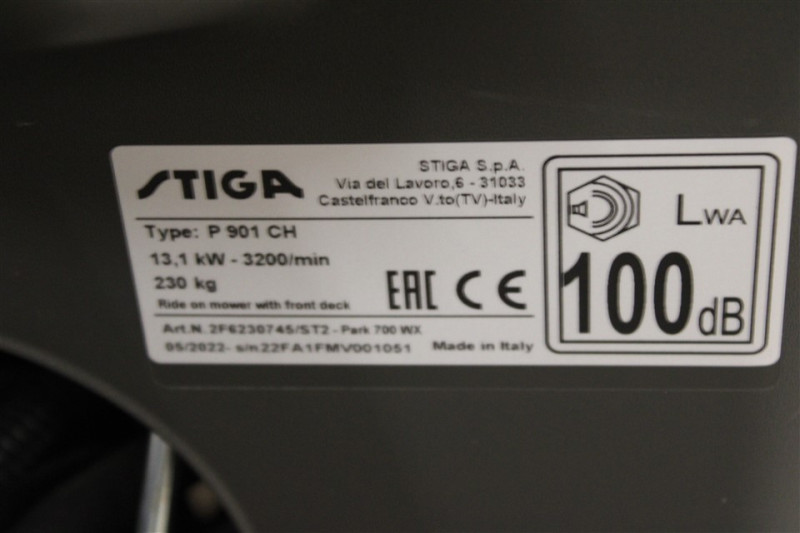 STIGA
STIGA S.p.A.
Via del Lavoro,6 - 31033
Castelfranco V.to(TV)-Italy
Type: P 901 CH
13,1 kW - 3200/min
230 kg
Ride on mower with front deck
EAC CE
Art.N. 2F6230745/ST2 - Park 700 WX
05/2022- s/n22FA1FMV001051 Made in Italy
LWA
100dB